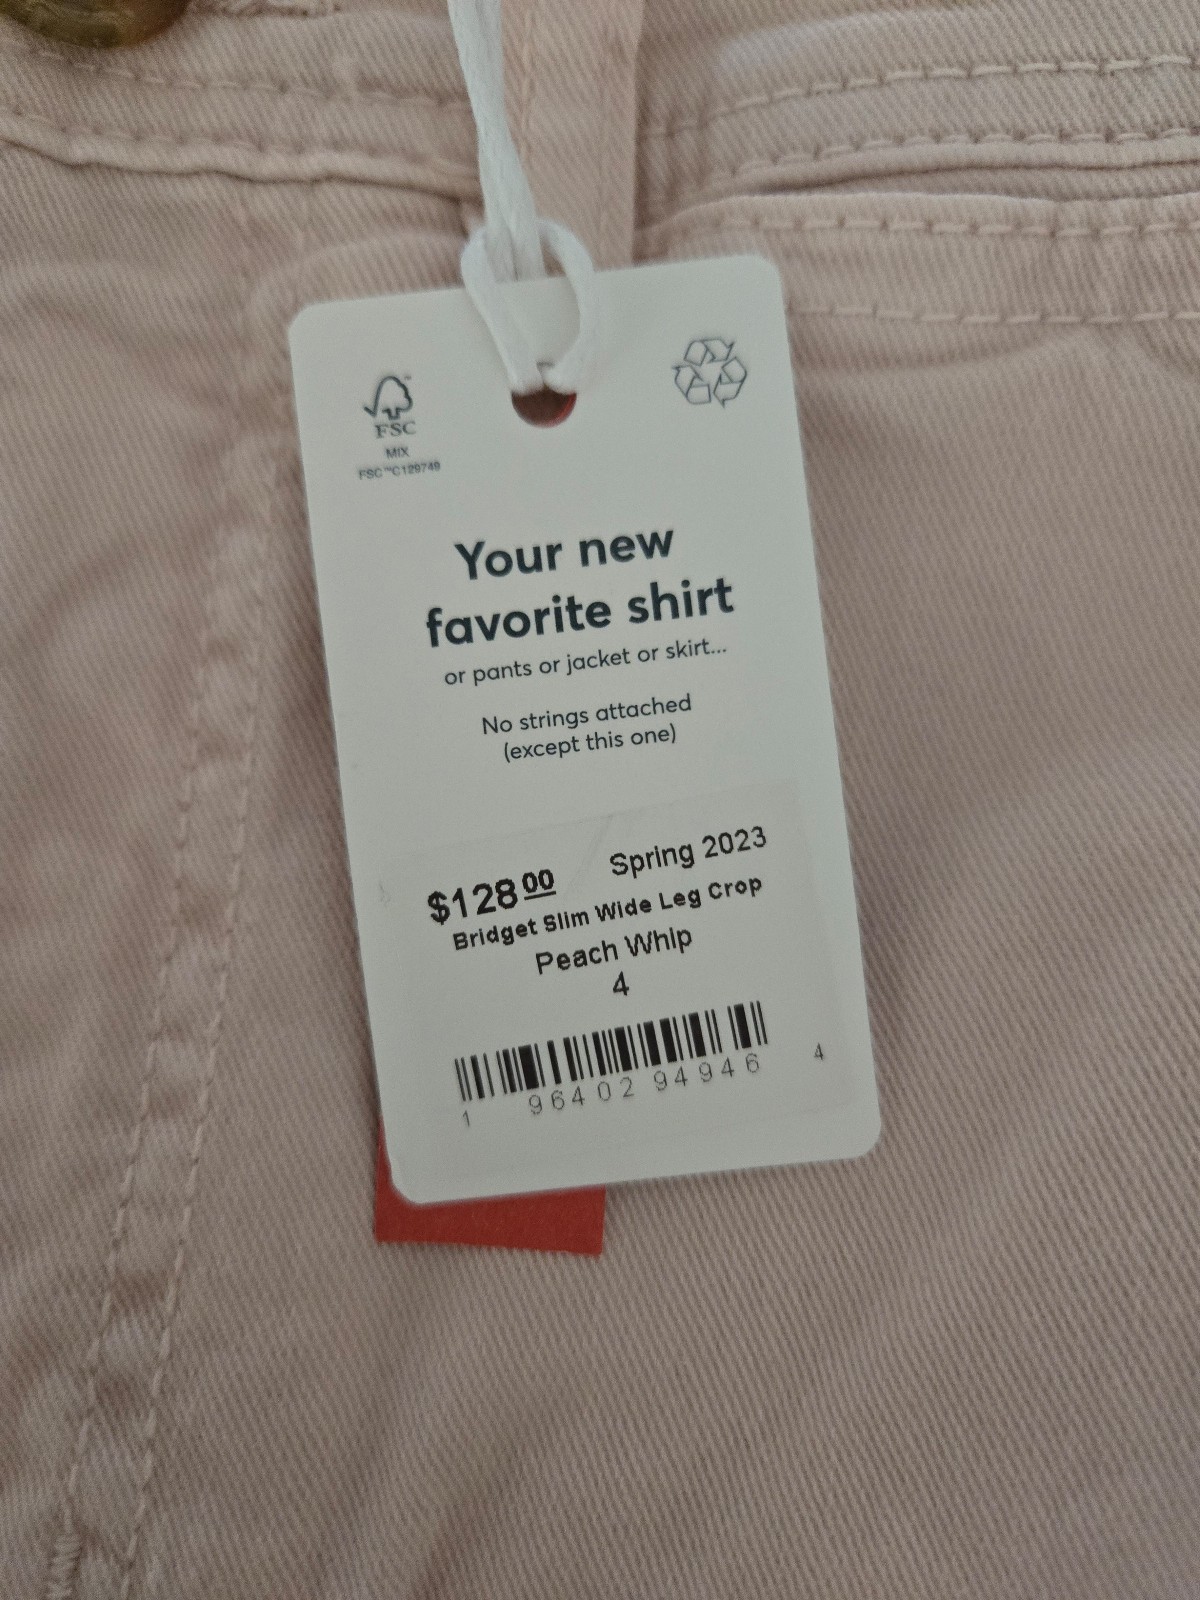 FSC
MIX
FSC™C129749
Your new
favorite shirt
or pants or jacket or skirt...
No strings attached
(except this one)
$128.00 Spring 2023
Bridget Slim Wide Leg Crop
Peach Whip
4
1 96402 94946 4